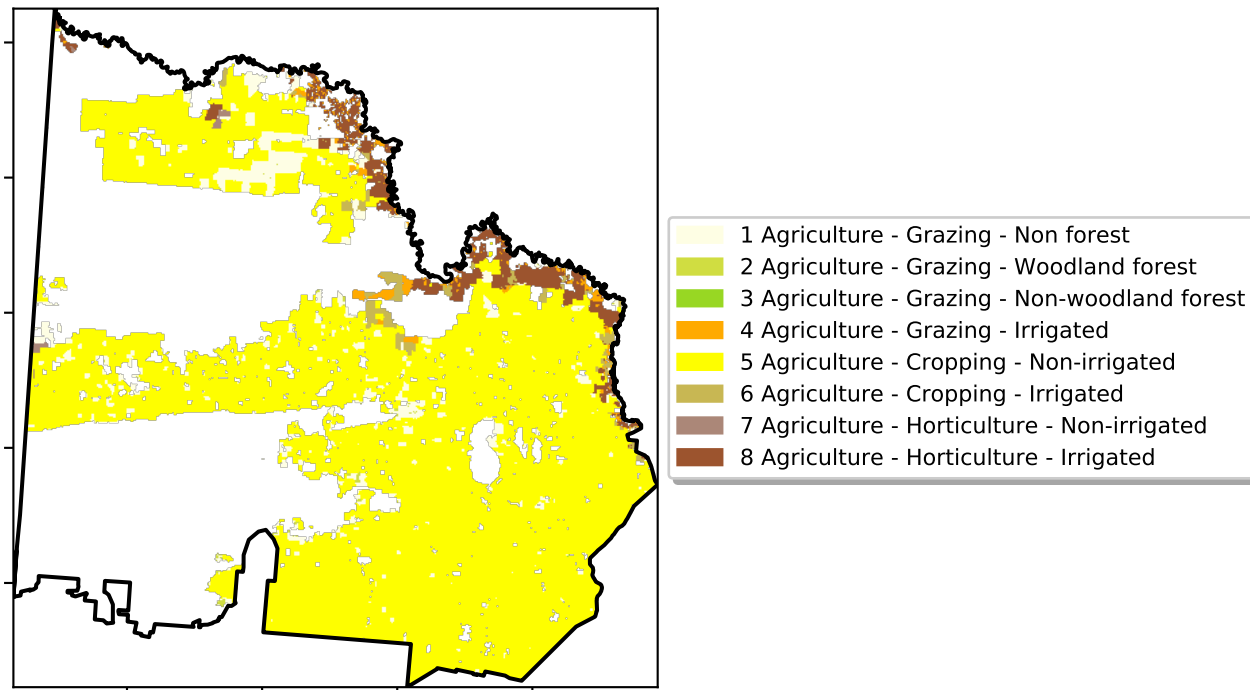 1 Agriculture - Grazing - Non forest
2 Agriculture - Grazing - Woodland forest
3 Agriculture - Grazing - Non-woodland forest
4 Agriculture - Grazing - Irrigated
5 Agriculture - Cropping - Non-irrigated
6 Agriculture - Cropping - Irrigated
7 Agriculture - Horticulture - Non-irrigated
8 Agriculture - Horticulture - Irrigated